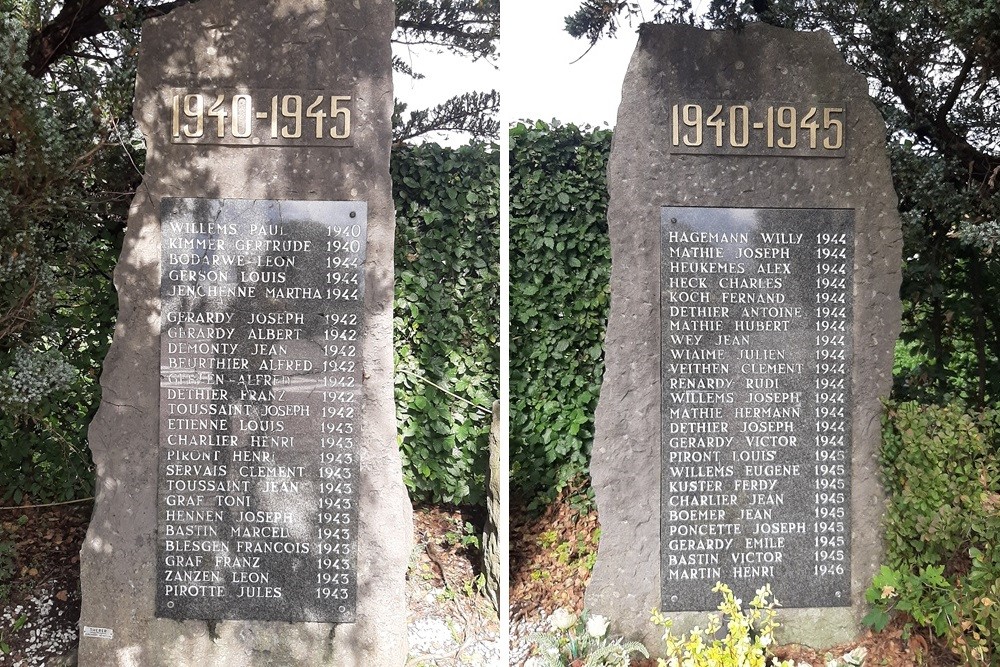 1940-1945
WILLEMS PAUL 1940
KIMMER GERTRUDE 1940
BODARWE-LEON 1944
GERSON LOUIS 1944
JENCHENNE MARTHA 1944
GERARDY JOSEPH 1942
GERARDY ALBERT 1942
DEMONTY JEAN 1942
BEURTHIER ALFRED 1942
ALFRED 1942
DETHIER FRANZ 1942
TOUSSAINT JOSEPH 1942
ETIENNE LOUIS 1943
CHARLIER HENRI 1943
PIRONT HENRI 1943
SERVAIS CLEMENT 1943
TOUSSAINT JEAN 1943
GRAF TONI 1943
HENNEN JOSEPH 1943
BASTIN MARCEL 1943
BLESGEN FRANCOIS 1943
GRAF FRANZ 1943
ZANZEN LEON 1943
PIROTTE JULES 1943
1940-1945
HAGEMANN WILLY 1944
MATHIE JOSEPH 1944
HEUKEMES ALEX 1944
HECK CHARLES 1944
KOCH FERNAND 1944
DETHIER ANTOINE 1944
MATHIE HUBERT 1944
WEY JEAN 1944
WIAIME JULIEN 1944
VEITHEN CLEMENT 1944
RENARDY RUDI 1944
WILLEMS JOSEPH 1944
MATHIE HERMANN 1944
DETHIER JOSEPH 1944
GERARDY VICTOR 1944
PIRONT LOUIS 1945
WILLEMS EUGENE 1945
KUSTER FERDY 1945
CHARLIER JEAN 1945
BOEMER JEAN 1945
PONCETTE JOSEPH 1945
GERARDY EMILE 1945
BASTIN VICTOR 1945
MARTIN HENRI 1946